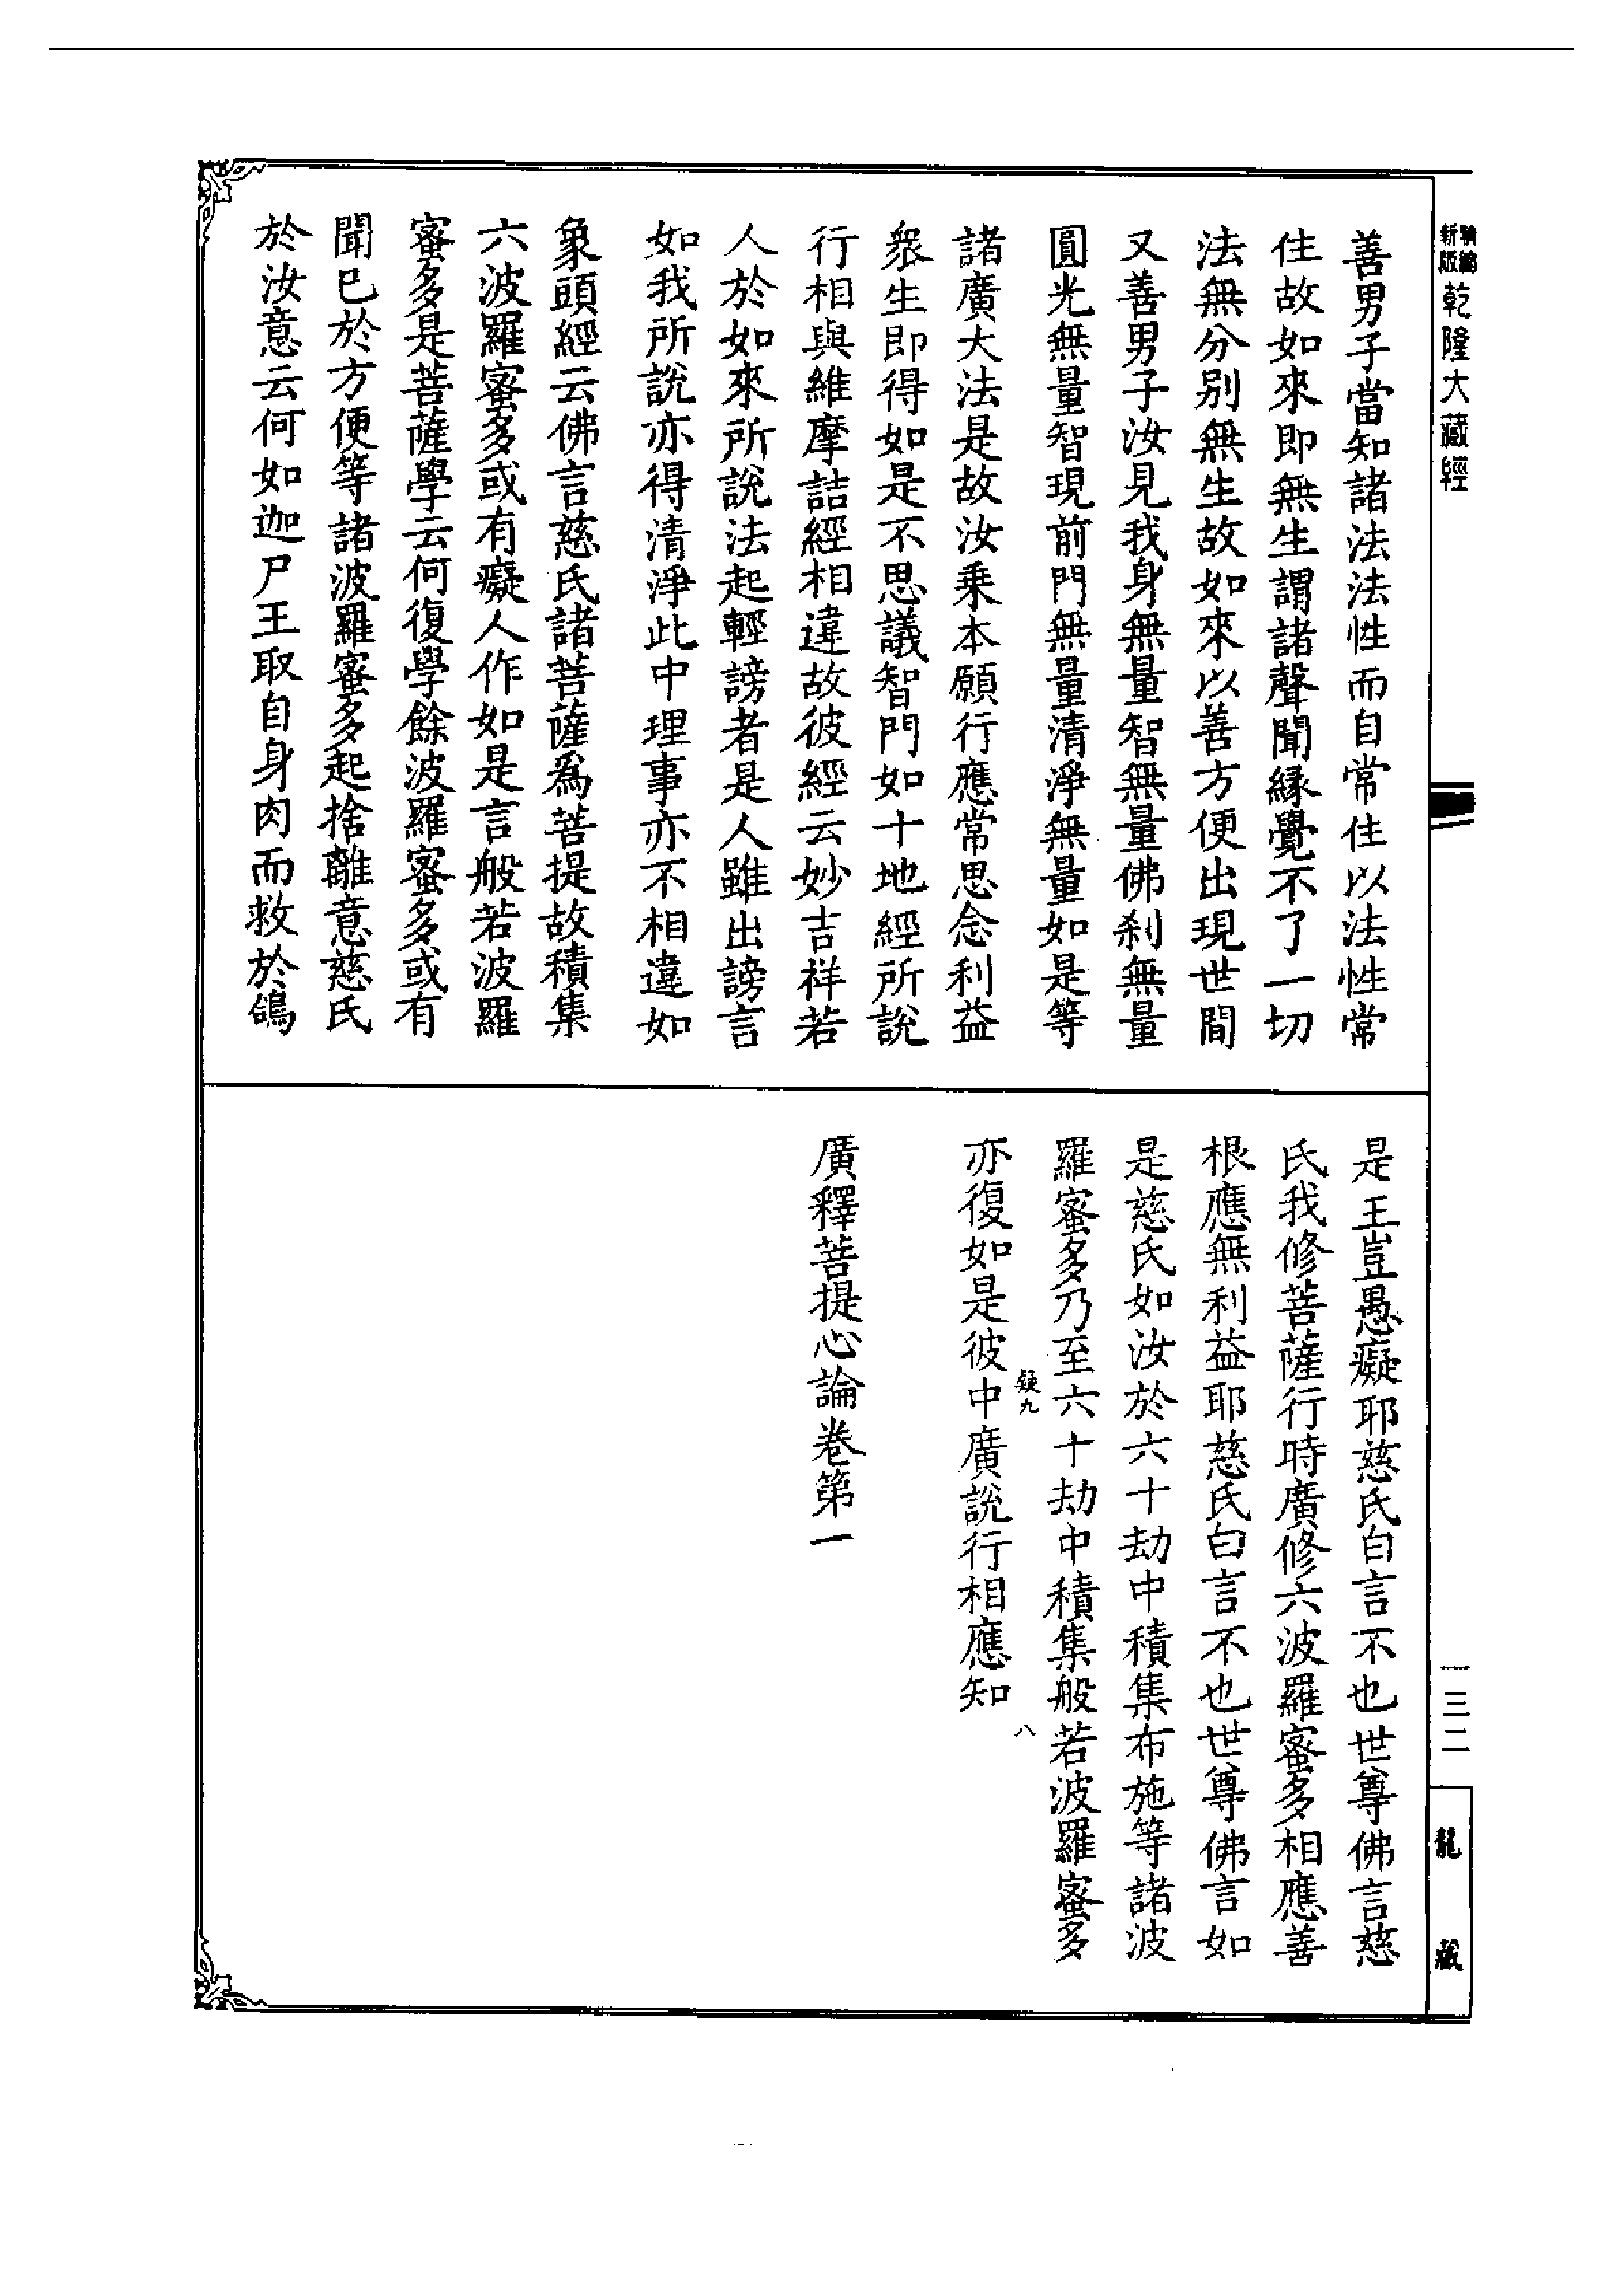 精編新版乾隆大藏經
善男子當知諸法法性而自常住以法性常
住故如來即無生謂諸聲聞緣覺不了一切
法無分別無生故如來以善方便出現世間
又善男子汝見我身無量智無量佛刹無量
圓光無量智現前門無量清淨無量如是等
諸廣大法是故汝乘本願行應常思念利益
衆生即得如是不思議智門如十地經所說
行相與維摩詰經相違故彼經云妙吉祥若
人於如來所說法起輕謗者是人雖出謗言
如我所說亦得清淨此中理事亦不相違如
象頭經云佛言慈氏諸菩薩爲菩提故積集
六波羅蜜多或有癡人作如是言般若波羅
蜜多是菩薩學云何復學餘波羅蜜多或有
聞已於方便等諸波羅蜜多起捨離意慈氏
於汝意云何如迦尸王取自身肉而救於鴿
是王豈愚癡耶慈氏白言不也世尊佛言慈
氏我修菩薩行時廣修六波羅蜜多相應善
根應無利益耶慈氏白言不也世尊佛言如
是慈氏如汝於六十劫中積集布施等諸波
羅蜜多乃至六十劫中積集般若波羅蜜多
疑九 八
亦復如是彼中廣說行相應知
廣釋菩提心論卷第一
一三二
龍藏